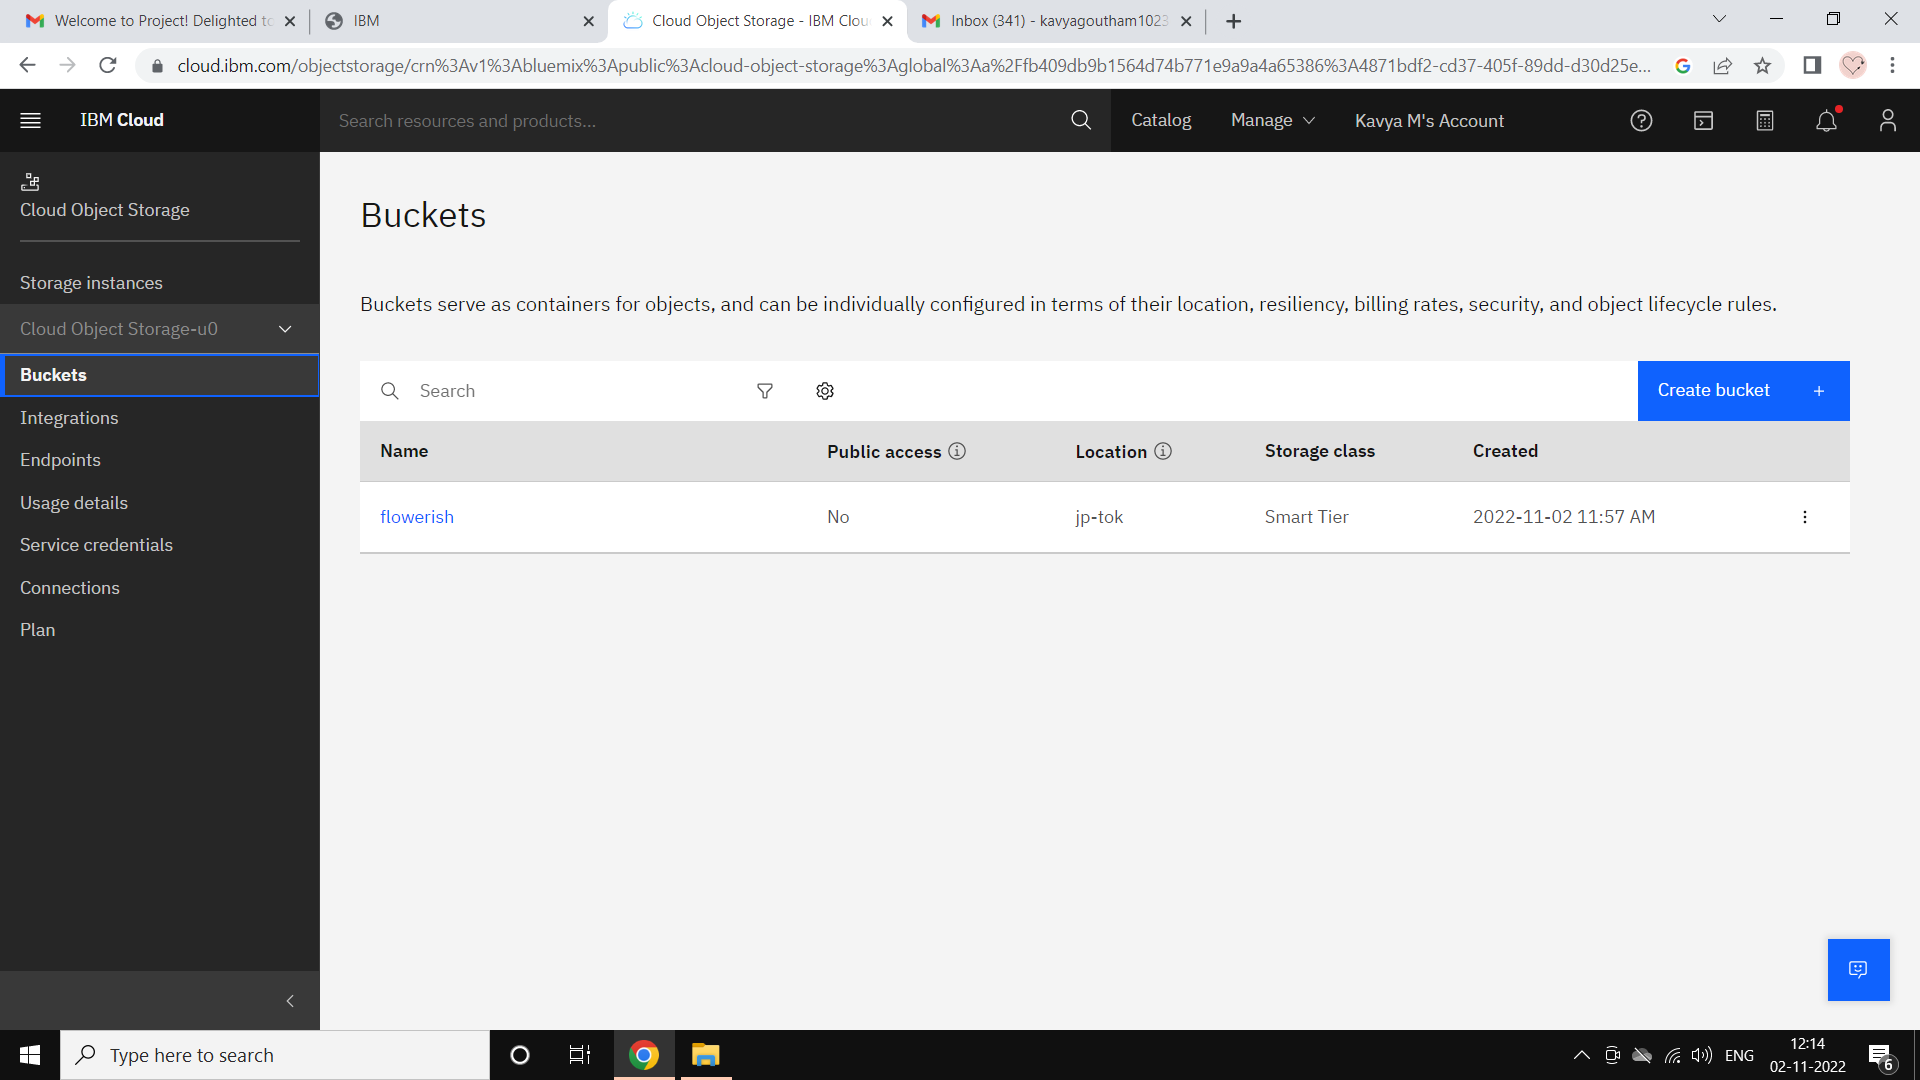 Welcome to Project! Delighted to
IBM
Cloud Object Storage - IBM Clou
Inbox (341) - kavyagoutham1023
cloud.ibm.com/objectstorage/crn%3Av1%3Abluemix%3Apublic%3Acloud-object-storage%3Aglobal%3Aa%2Ffb409db9b1564d74b771e9a9a4a65386%3A4871bdf2-cd37-405f-89dd-d30d25e...
IBM Cloud
Search resources and products...
Catalog
Manage
Kavya M's Account
Cloud Object Storage
Storage instances
Cloud Object Storage-u0
Buckets
Integrations
Endpoints
Usage details
Service credentials
Connections
Plan
Buckets
Buckets serve as containers for objects, and can be individually configured in terms of their location, resiliency, billing rates, security, and object lifecycle rules.
Search
Create bucket +
Name Public access Location Storage class Created
flowerish No jp-tok Smart Tier 2022-11-02 11:57 AM
Type here to search
ENG
12:14
02-11-2022
6